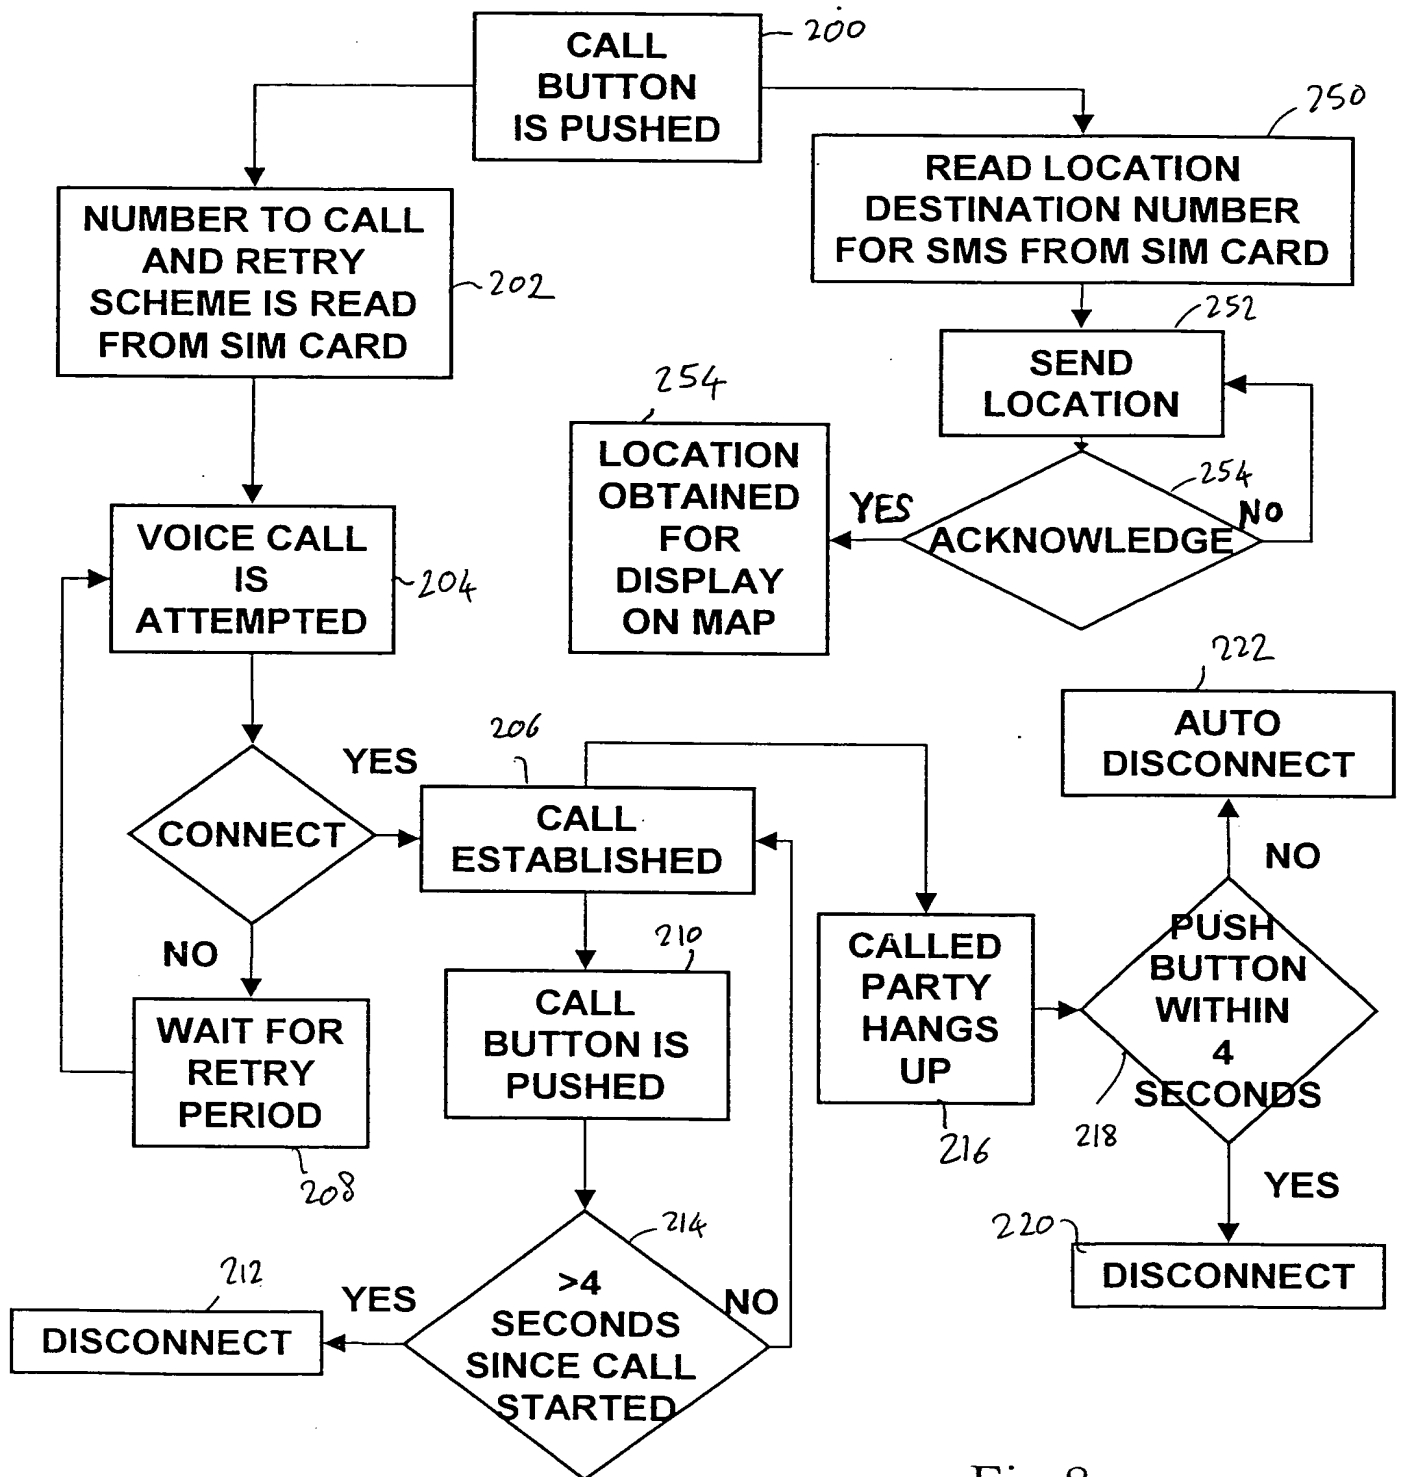 CALL
BUTTON
IS PUSHED
200
250
READ LOCATION
DESTINATION NUMBER
FOR SMS FROM SIM CARD
NUMBER TO CALL
AND RETRY
SCHEME IS READ
FROM SIM CARD
202
252
SEND
LOCATION
254
LOCATION
OBTAINED
FOR
DISPLAY
ON MAP
YES
254
ACKNOWLEDGE
NO
VOICE CALL
IS
ATTEMPTED
204
222
AUTO
DISCONNECT
NO
CONNECT
YES
NO
206
CALL
ESTABLISHED
WAIT FOR
RETRY
PERIOD
208
210
CALL
BUTTON IS
PUSHED
CALLED
PARTY
HANGS
UP
216
PUSH
BUTTON
WITHIN
4
SECONDS
218
YES
220
DISCONNECT
214
>4
SECONDS
SINCE CALL
STARTED
NO
YES
212
DISCONNECT
Fig 8